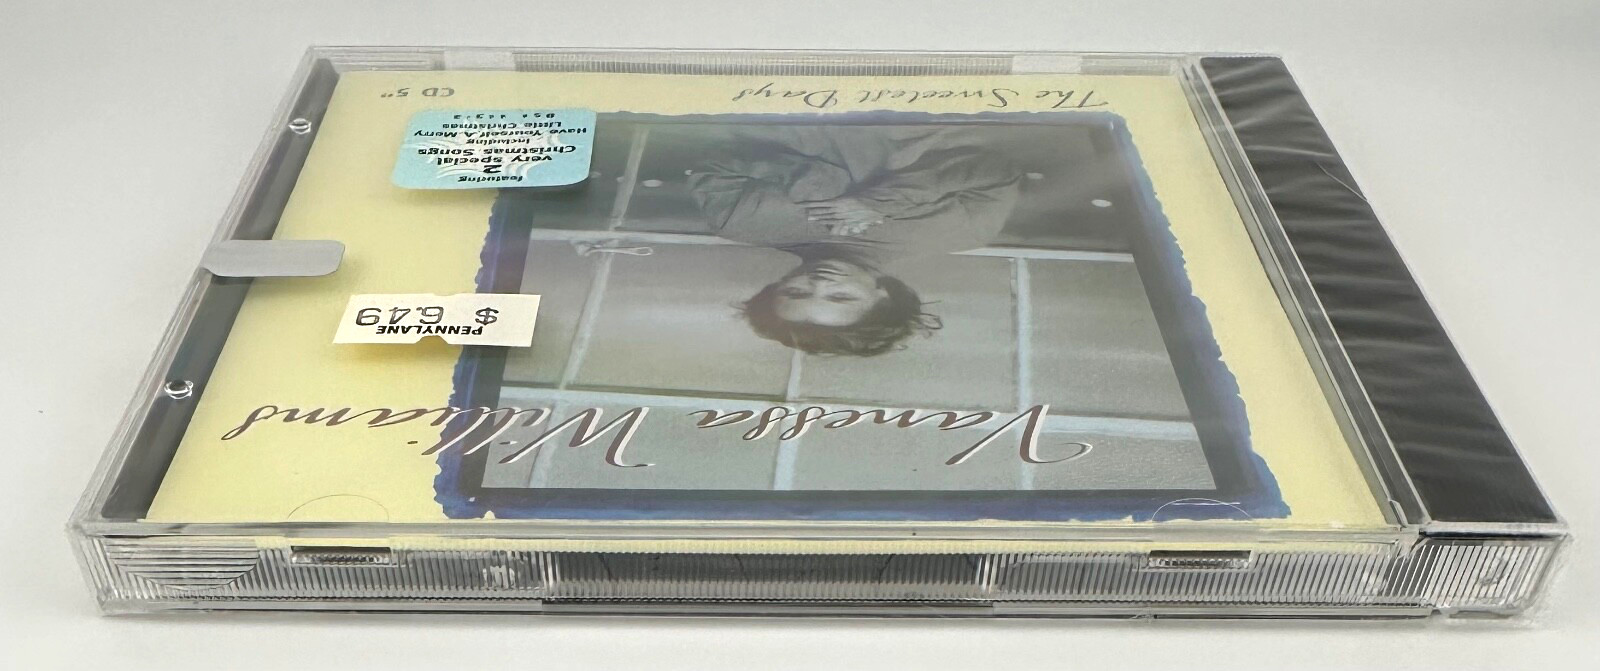 Vanessa Williams
PENNYLANE
$ 6.49
featuring
2
very special
Christmas Songs
including
Have Yourself A Merry
Little Christmas
The Sweetest Days
CD 5"